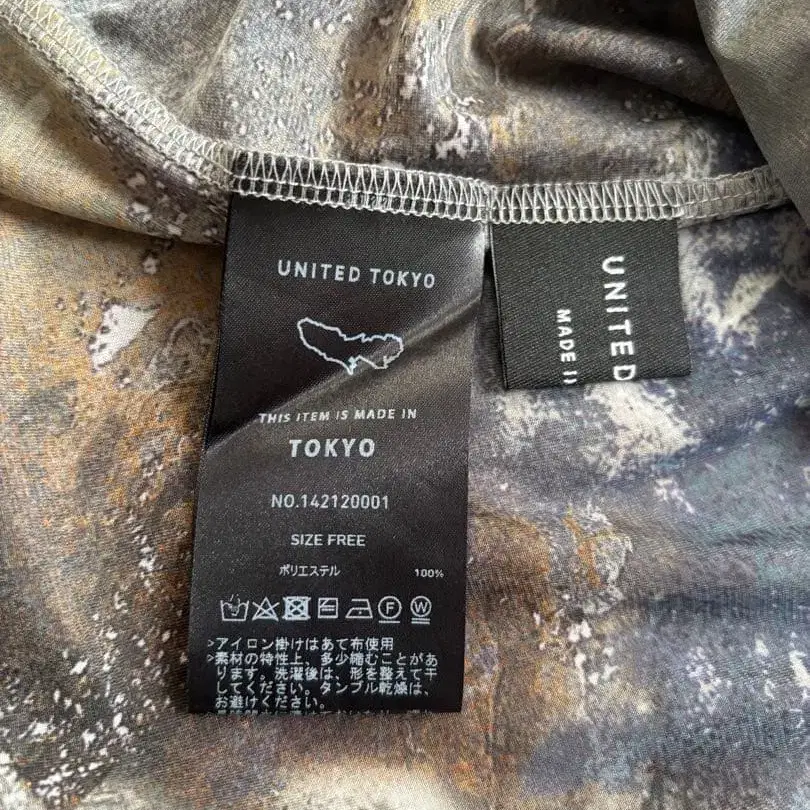 UNITED TOKYO
THIS ITEM IS MADE IN
TOKYO
NO.142120001
SIZE FREE
ポリエステル 100%
F W
>アイロン掛けはあて布使用
>素材の特性上、多少縮むことがあ
ります。洗濯後は、形を整えて干
してください。タンブル乾燥は、
お避けください。
UNITED
MADE I